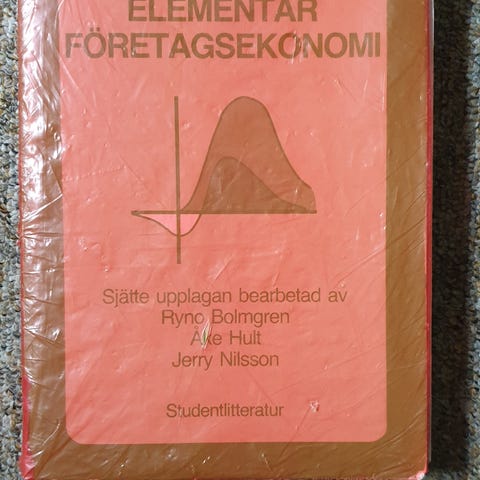 ELEMENTÄR
FÖRETAGSEKONOMI
Sjätte upplagan bearbetad av
Ryno Bolmgren
Åke Hult
Jerry Nilsson
Studentlitteratur